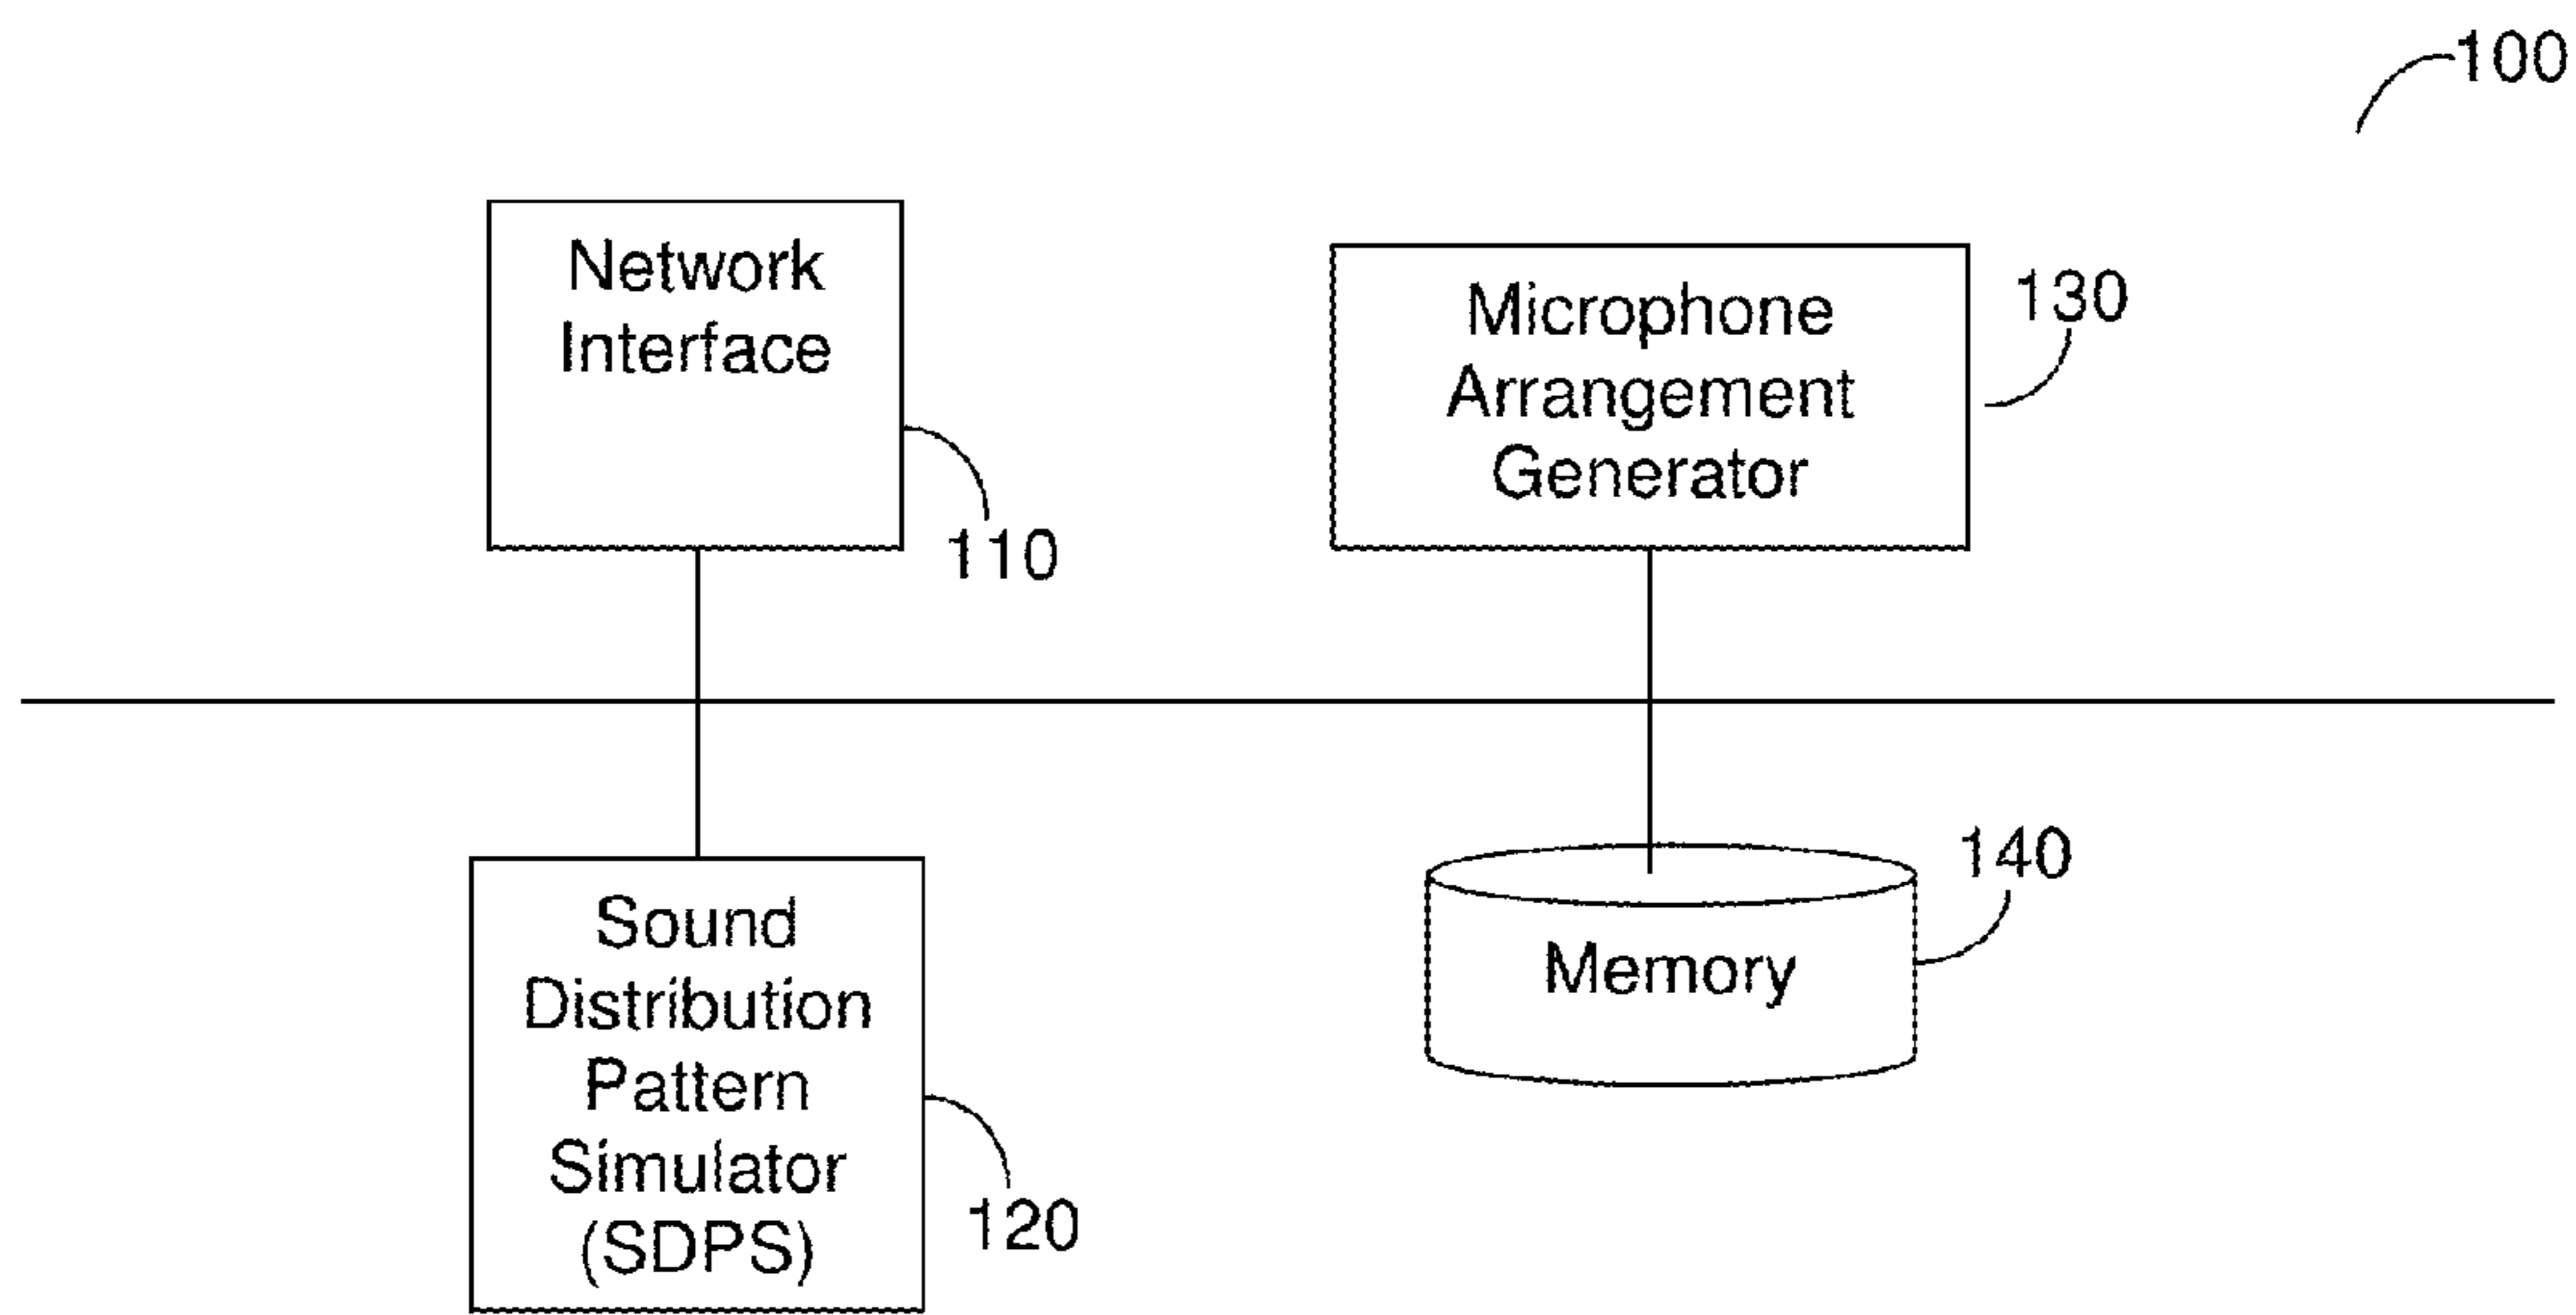 100
Network
Interface
110
Microphone
Arrangement
Generator
130
Sound
Distribution
Pattern
Simulator
(SDPS)
120
Memory
140